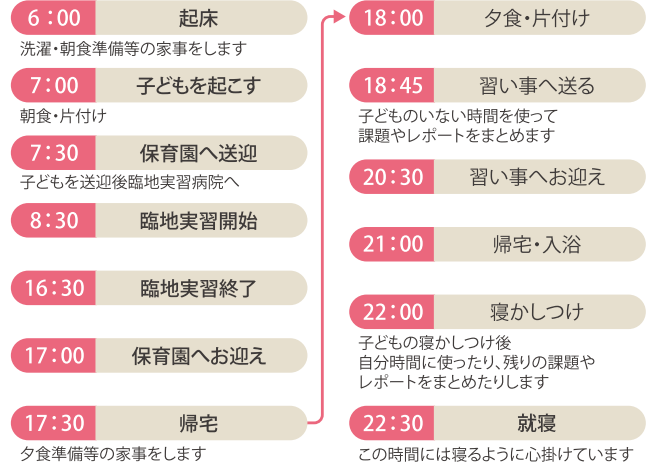 6：00 起床
洗濯・朝食準備等の家事をします
7：00 子どもを起こす
朝食・片付け
7：30 保育園へ送迎
子どもを送迎後臨地実習病院へ
8：30 臨地実習開始
16：30 臨地実習終了
17：00 保育園へお迎え
17：30 帰宅
夕食準備等の家事をします
18：00 夕食・片付け
18：45 習い事へ送る
子どものいない時間を使って
課題やレポートをまとめます
20：30 習い事へお迎え
21：00 帰宅・入浴
22：00 寝かしつけ
子どもの寝かしつけ後
自分時間に使ったり、残りの課題や
レポートをまとめたりします
22：30 就寝
この時間には寝るように心掛けています